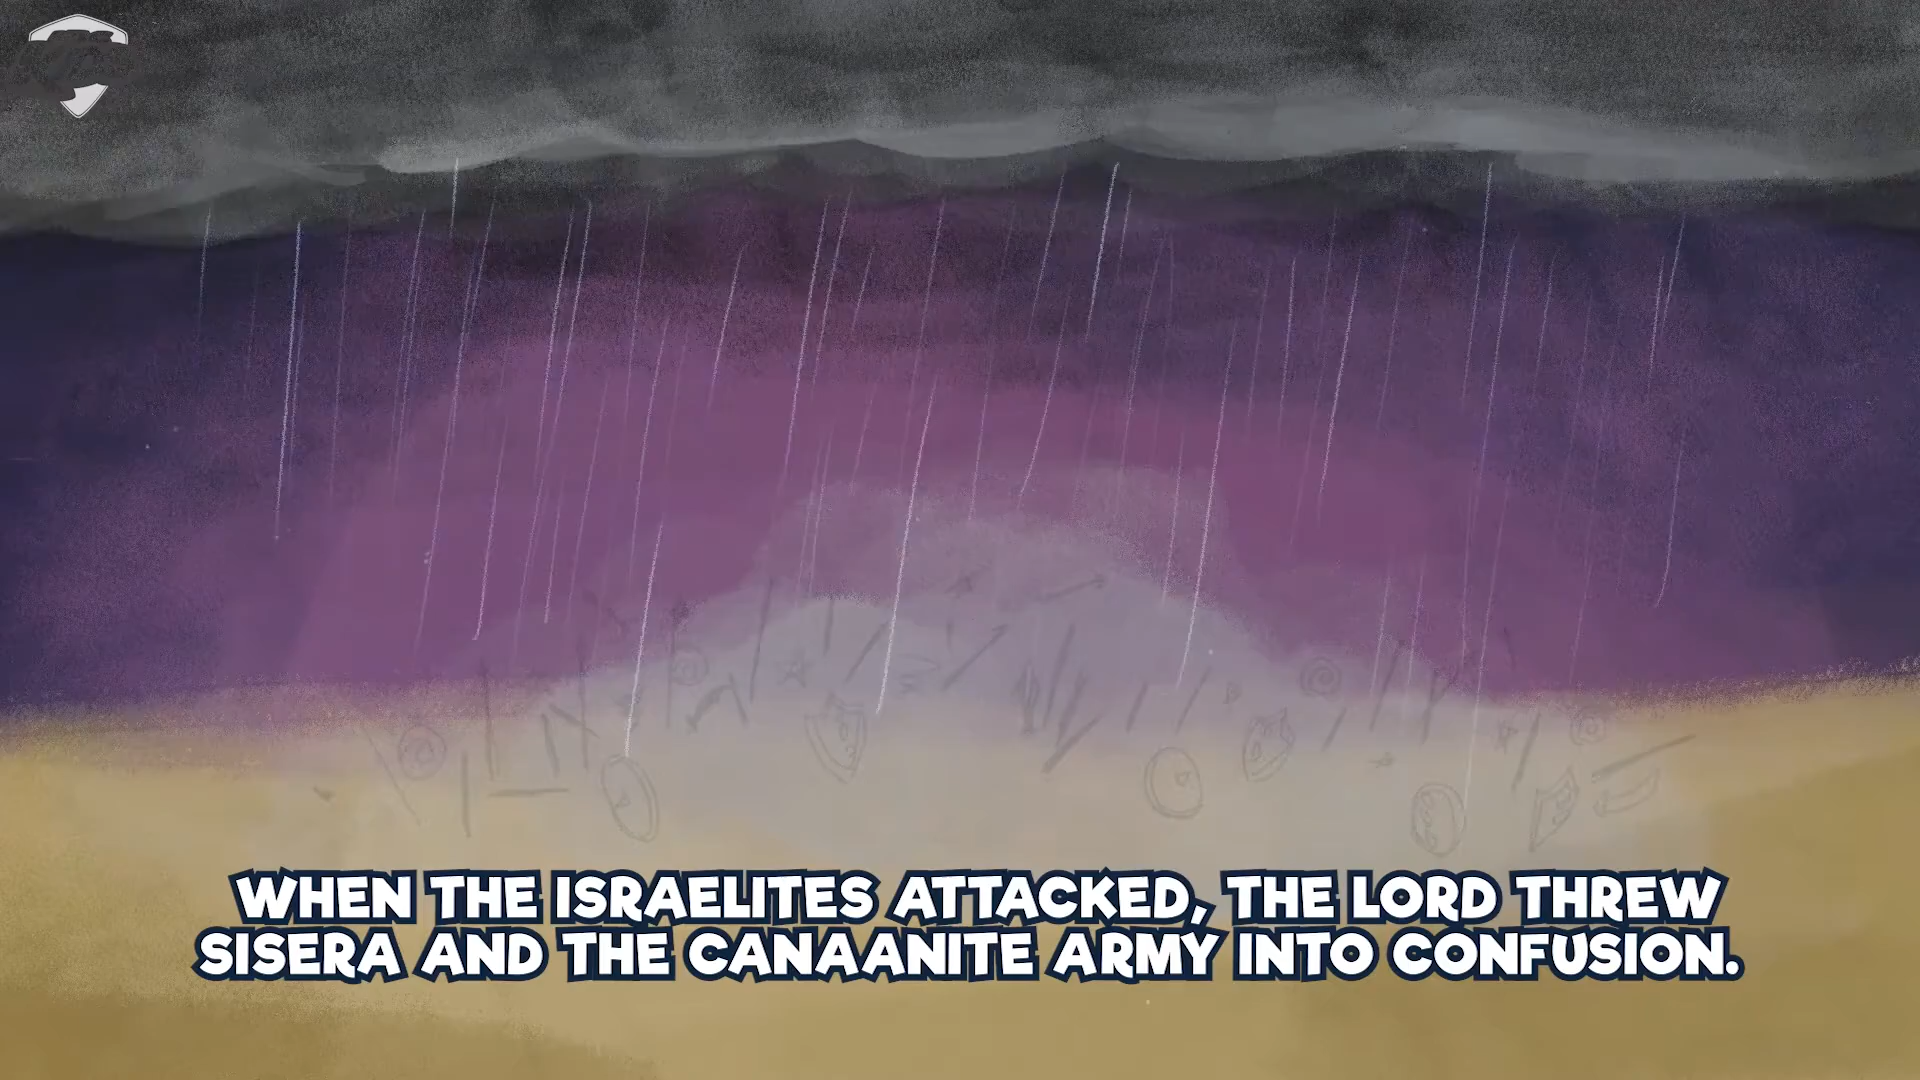 WHEN THE ISRAELITES ATTACKED, THE LORD THREW
SISERA AND THE CANAANITE ARMY INTO CONFUSION.